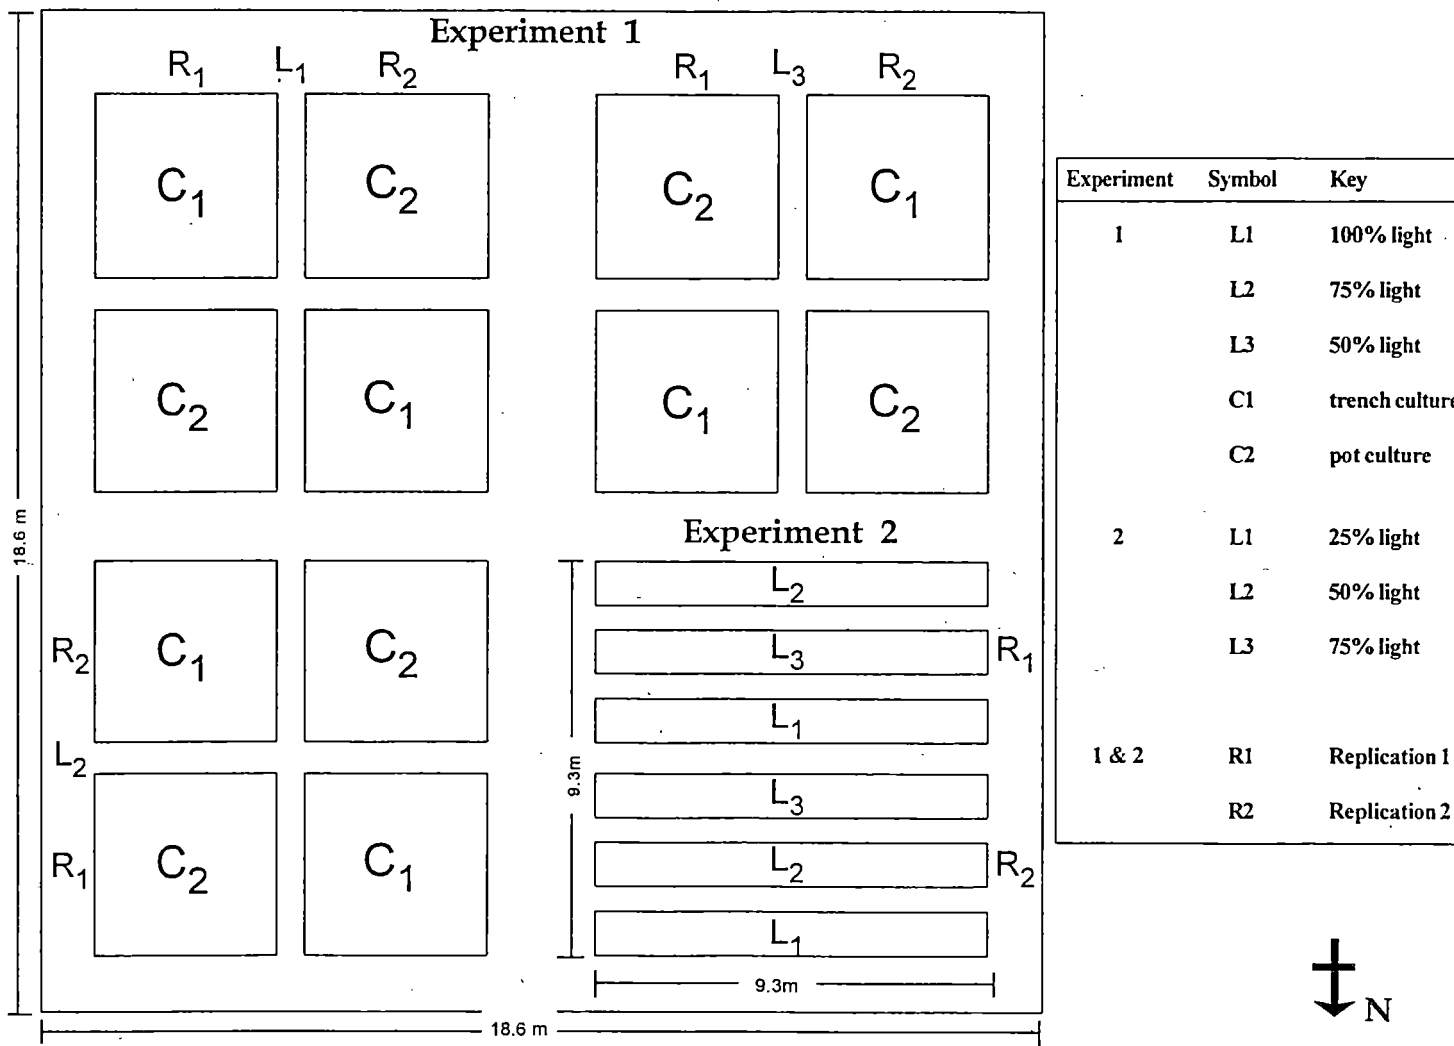 Experiment 1
R₁ L₁ R₂ R₁ L₃ R₂
C₁ C₂ C₂ C₁
C₂ C₁ C₁ C₂
18.6 m
R₂ C₁ C₂
L₂
R₁ C₂ C₁
Experiment 2
L₂
L₃ R₁
L₁
L₃
L₂ R₂
L₁
9.3m
9.3m
18.6 m
Experiment Symbol Key
1 L1 100% light
L2 75% light
L3 50% light
C1 trench culture
C2 pot culture
2 L1 25% light
L2 50% light
L3 75% light
1 & 2 R1 Replication 1
R2 Replication 2
N